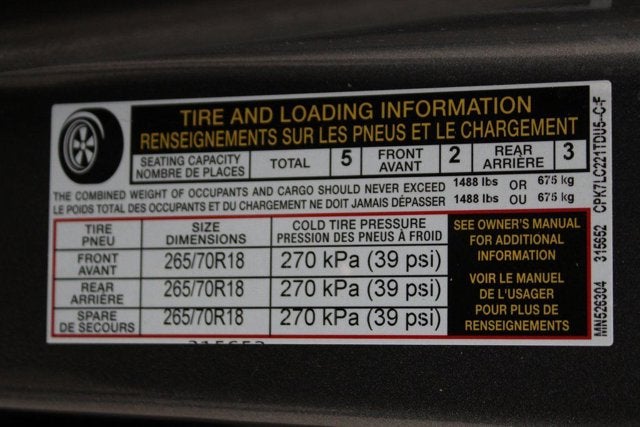 TIRE AND LOADING INFORMATION
RENSEIGNEMENTS SUR LES PNEUS ET LE CHARGEMENT
SEATING CAPACITY
NOMBRE DE PLACES
TOTAL 5
FRONT
AVANT
2
REAR
ARRIÈRE
3
THE COMBINED WEIGHT OF OCCUPANTS AND CARGO SHOULD NEVER EXCEED 1488 lbs OR 675 kg
LE POIDS TOTAL DES OCCUPANTS ET DU CHARGEMENT NE DOIT JAMAIS DÉPASSER 1488 lbs OU 675 kg
TIRE
PNEU
SIZE
DIMENSIONS
COLD TIRE PRESSURE
PRESSION DES PNEUS À FROID
FRONT
AVANT
265/70R18 270 kPa (39 psi)
REAR
ARRIÈRE
265/70R18 270 kPa (39 psi)
SPARE
DE SECOURS
265/70R18 270 kPa (39 psi)
SEE OWNER'S MANUAL
FOR ADDITIONAL
INFORMATION
VOIR LE MANUEL
DE L'USAGER
POUR PLUS DE
RENSEIGNEMENTS
MN526304 315652 CPK7LC221TDU5-C-F